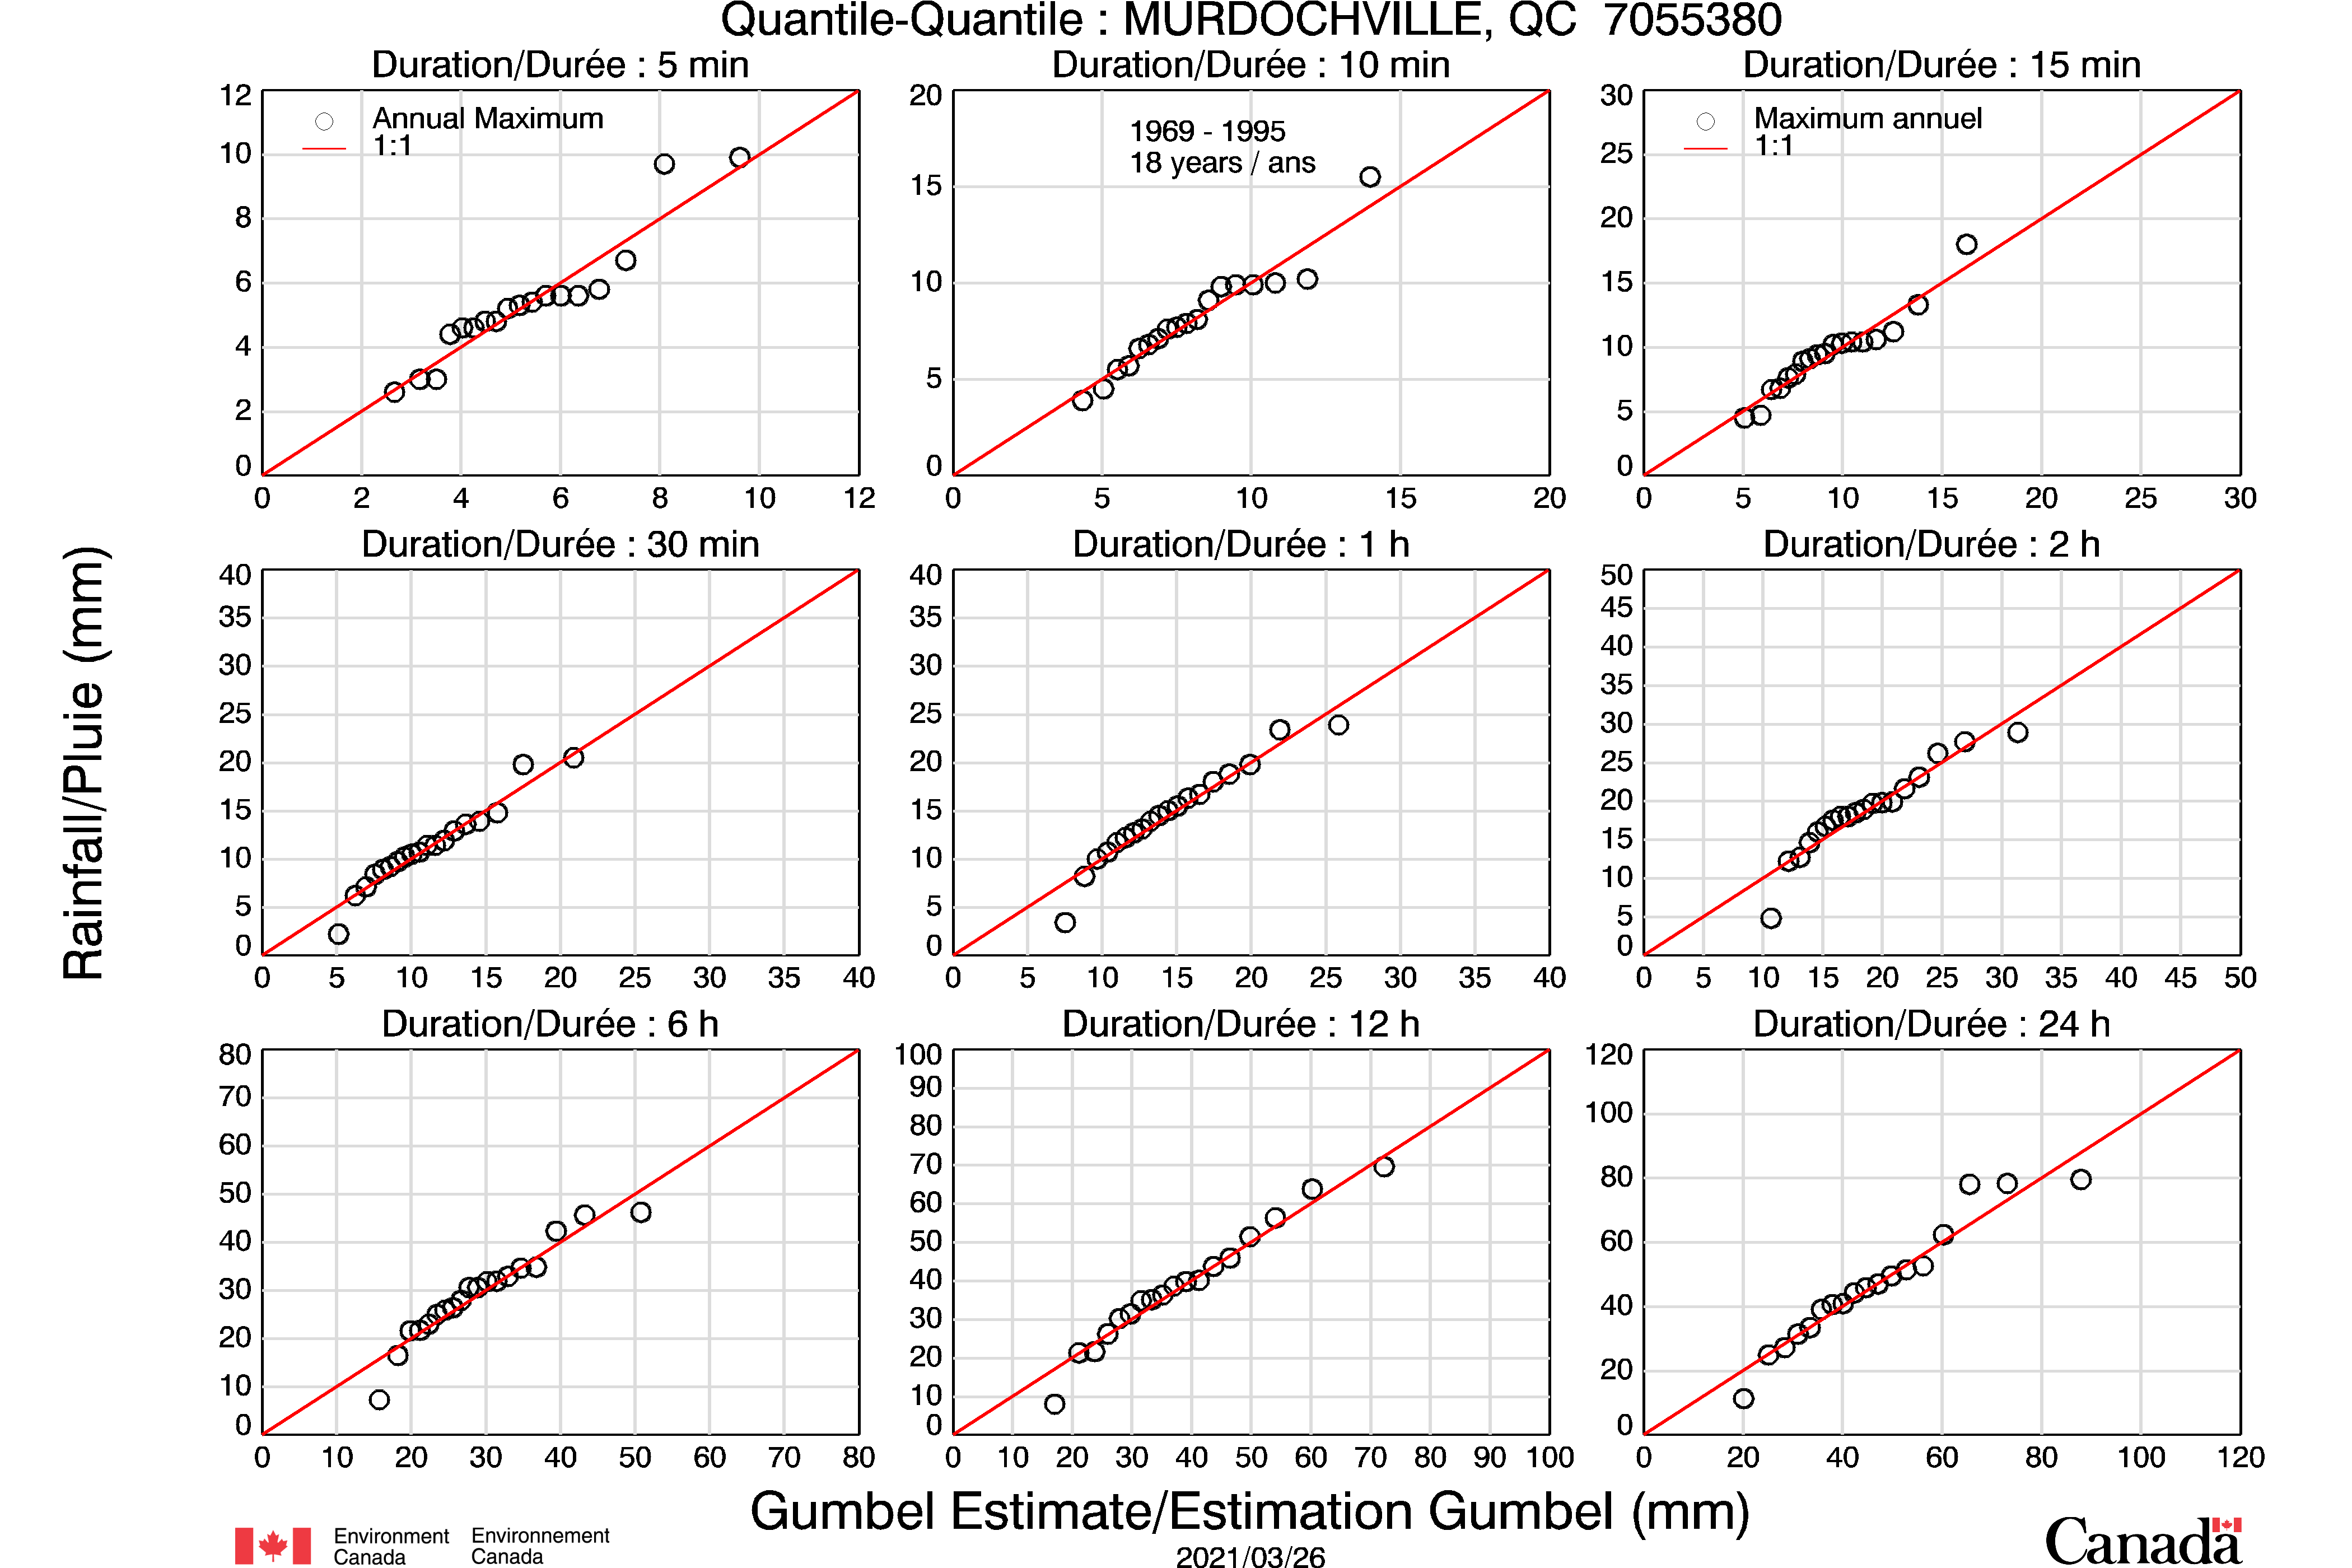 Quantile-Quantile : MURDOCHVILLE, QC 7055380
Duration/Durée : 5 min
12
10
8
6
4
2
0
Annual Maximum
1:1
0 2 4 6 8 10 12
Duration/Durée : 10 min
20
15
10
5
0
1969 - 1995
18 years / ans
0 5 10 15 20
Duration/Durée : 15 min
30
25
20
15
10
5
0
Maximum annuel
1:1
0 5 10 15 20 25 30
Rainfall/Pluie (mm)
Duration/Durée : 30 min
40
35
30
25
20
15
10
5
0
0 5 10 15 20 25 30 35 40
Duration/Durée : 1 h
40
35
30
25
20
15
10
5
0
0 5 10 15 20 25 30 35 40
Duration/Durée : 2 h
50
45
40
35
30
25
20
15
10
5
0
0 5 10 15 20 25 30 35 40 45 50
Duration/Durée : 6 h
80
70
60
50
40
30
20
10
0
0 10 20 30 40 50 60 70 80
Duration/Durée : 12 h
100
90
80
70
60
50
40
30
20
10
0
0 10 20 30 40 50 60 70 80 90 100
Duration/Durée : 24 h
120
100
80
60
40
20
0
0 20 40 60 80 100 120
Gumbel Estimate/Estimation Gumbel (mm)
Environment Canada
Environnement Canada
2021/03/26
Canada